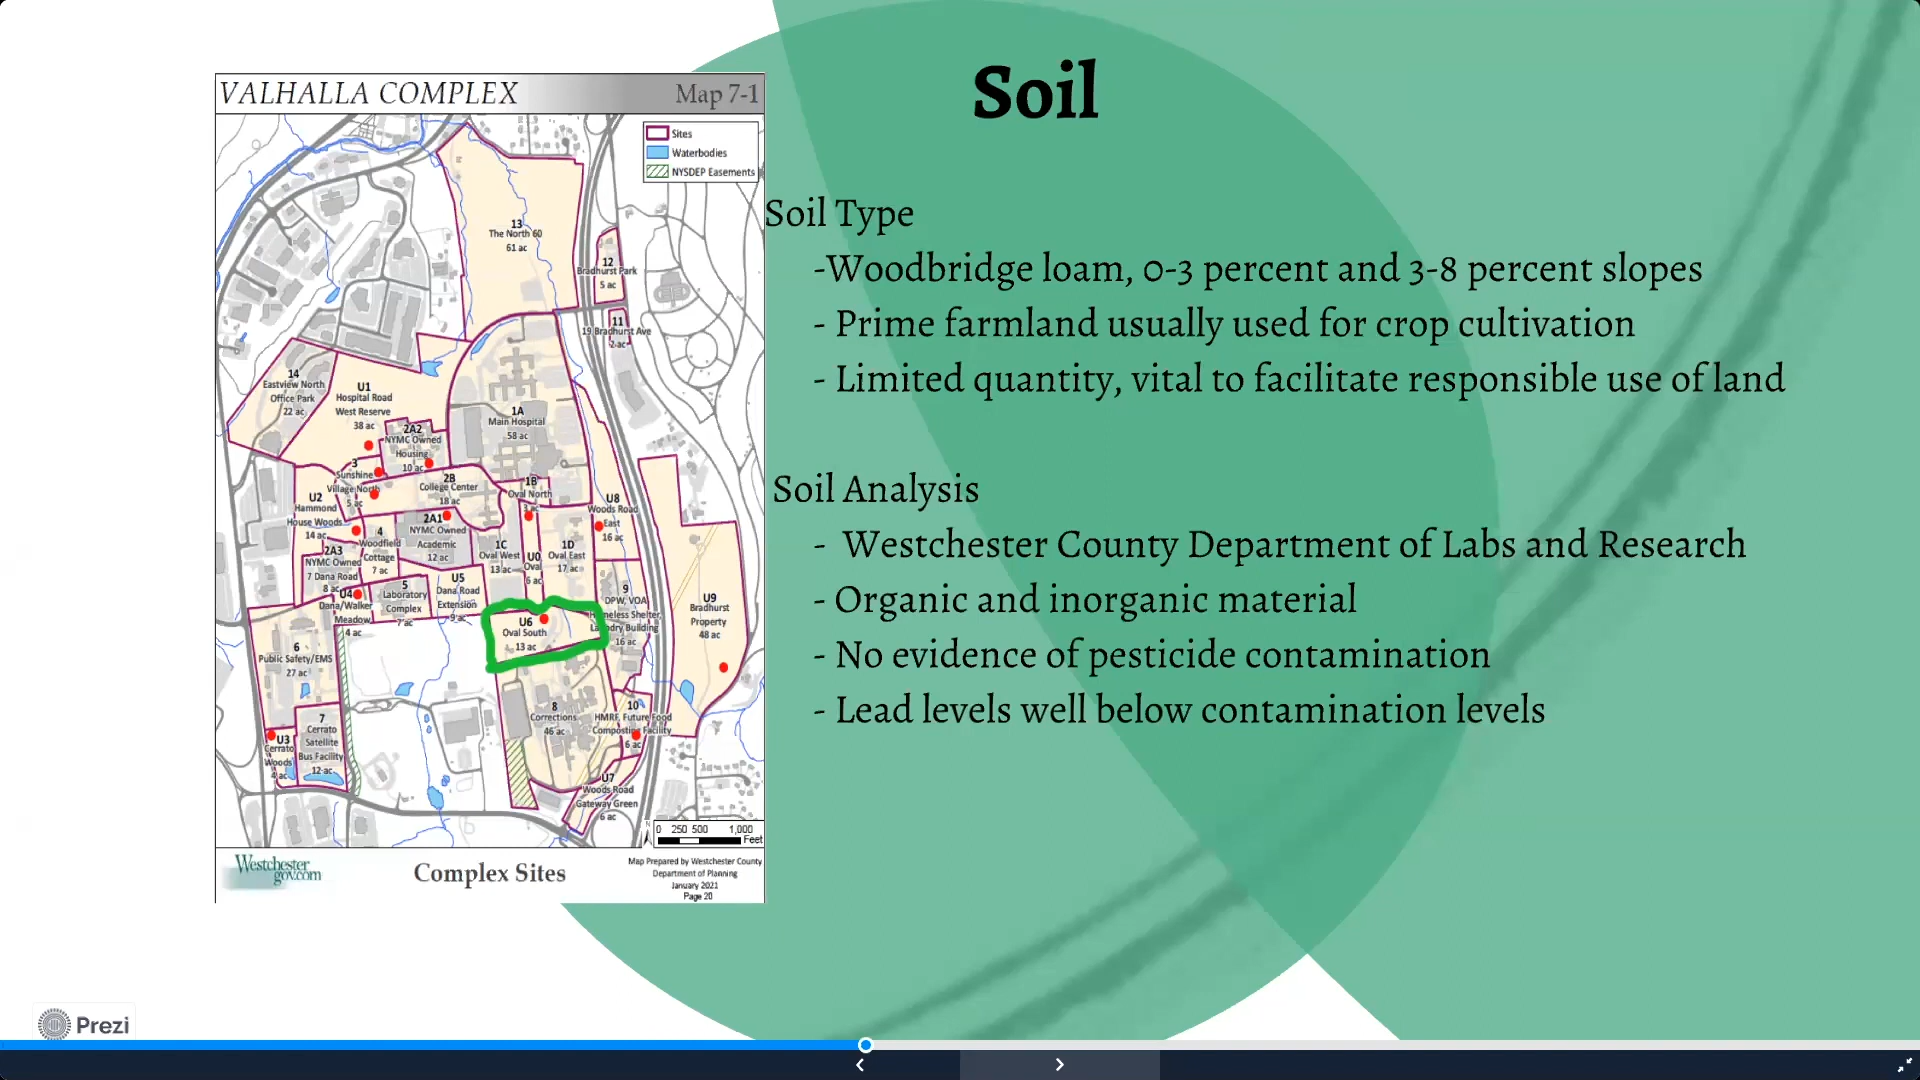 Soil
VALHALLA COMPLEX Map 7-1
Sites
Waterbodies
NYSDEP Easements
13
The North 60
61 ac
12
Bradhurst Park
5 ac
11
19 Bradhurst Ave
2 ac
14
Eastview North
Office Park
22 ac
U1
Hospital Road
West Reserve
38 ac
1A
Main Hospital
58 ac
2A2
NYMC Owned
Housing
10 ac
3
Sunshine
Village North
5 ac
2B
College Center
18 ac
1B
Oval North
3 ac
U8
Woods Road
East
16 ac
U2
Hammond
House Woods
14 ac
2A1
NYMC Owned
Academic
12 ac
4
Woodfield
Cottage
7 ac
1C
Oval West
13 ac
U0
Oval
6 ac
1D
Oval East
17 ac
2A3
NYMC Owned
7 Dana Road
8 ac
U4
Dana/Walker
Meadow
4 ac
5
Laboratory
Complex
7 ac
U5
Dana Road
Extension
9 ac
9
DPW, VOA,
Homeless Shelter,
Laundry Building
16 ac
U9
Bradhurst
Property
48 ac
U6
Oval South
13 ac
6
Public Safety/EMS
27 ac
8
Corrections
46 ac
10
HMRF, Future Food
Composting Facility
6 ac
7
Cerrato
Satellite
Bus Facility
12 ac
U3
Cerrato
Woods
4 ac
U7
Woods Road
Gateway Green
6 ac
N
0 250 500 1,000
Feet
Westchester
gov.com
Complex Sites
Map Prepared by Westchester County
Department of Planning
January 2021
Page 20
Soil Type
-Woodbridge loam, 0-3 percent and 3-8 percent slopes
- Prime farmland usually used for crop cultivation
- Limited quantity, vital to facilitate responsible use of land
Soil Analysis
- Westchester County Department of Labs and Research
- Organic and inorganic material
- No evidence of pesticide contamination
- Lead levels well below contamination levels
Prezi